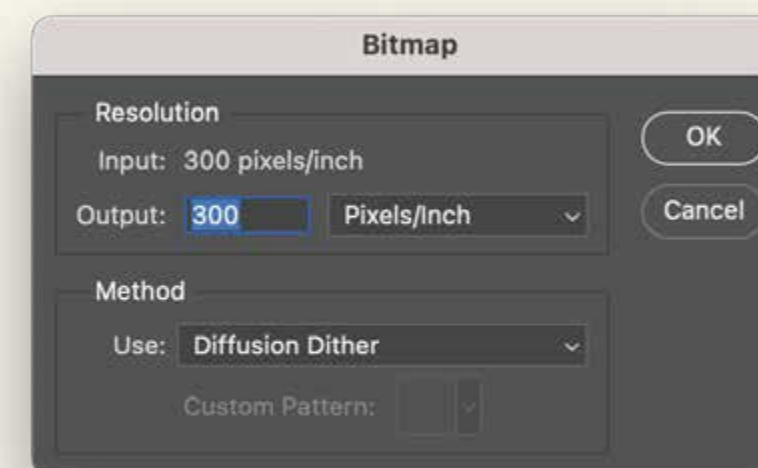 Bitmap
Resolution
Input: 300 pixels/inch
Output: 300 Pixels/Inch
OK
Cancel
Method
Use: Diffusion Dither
Custom Pattern: